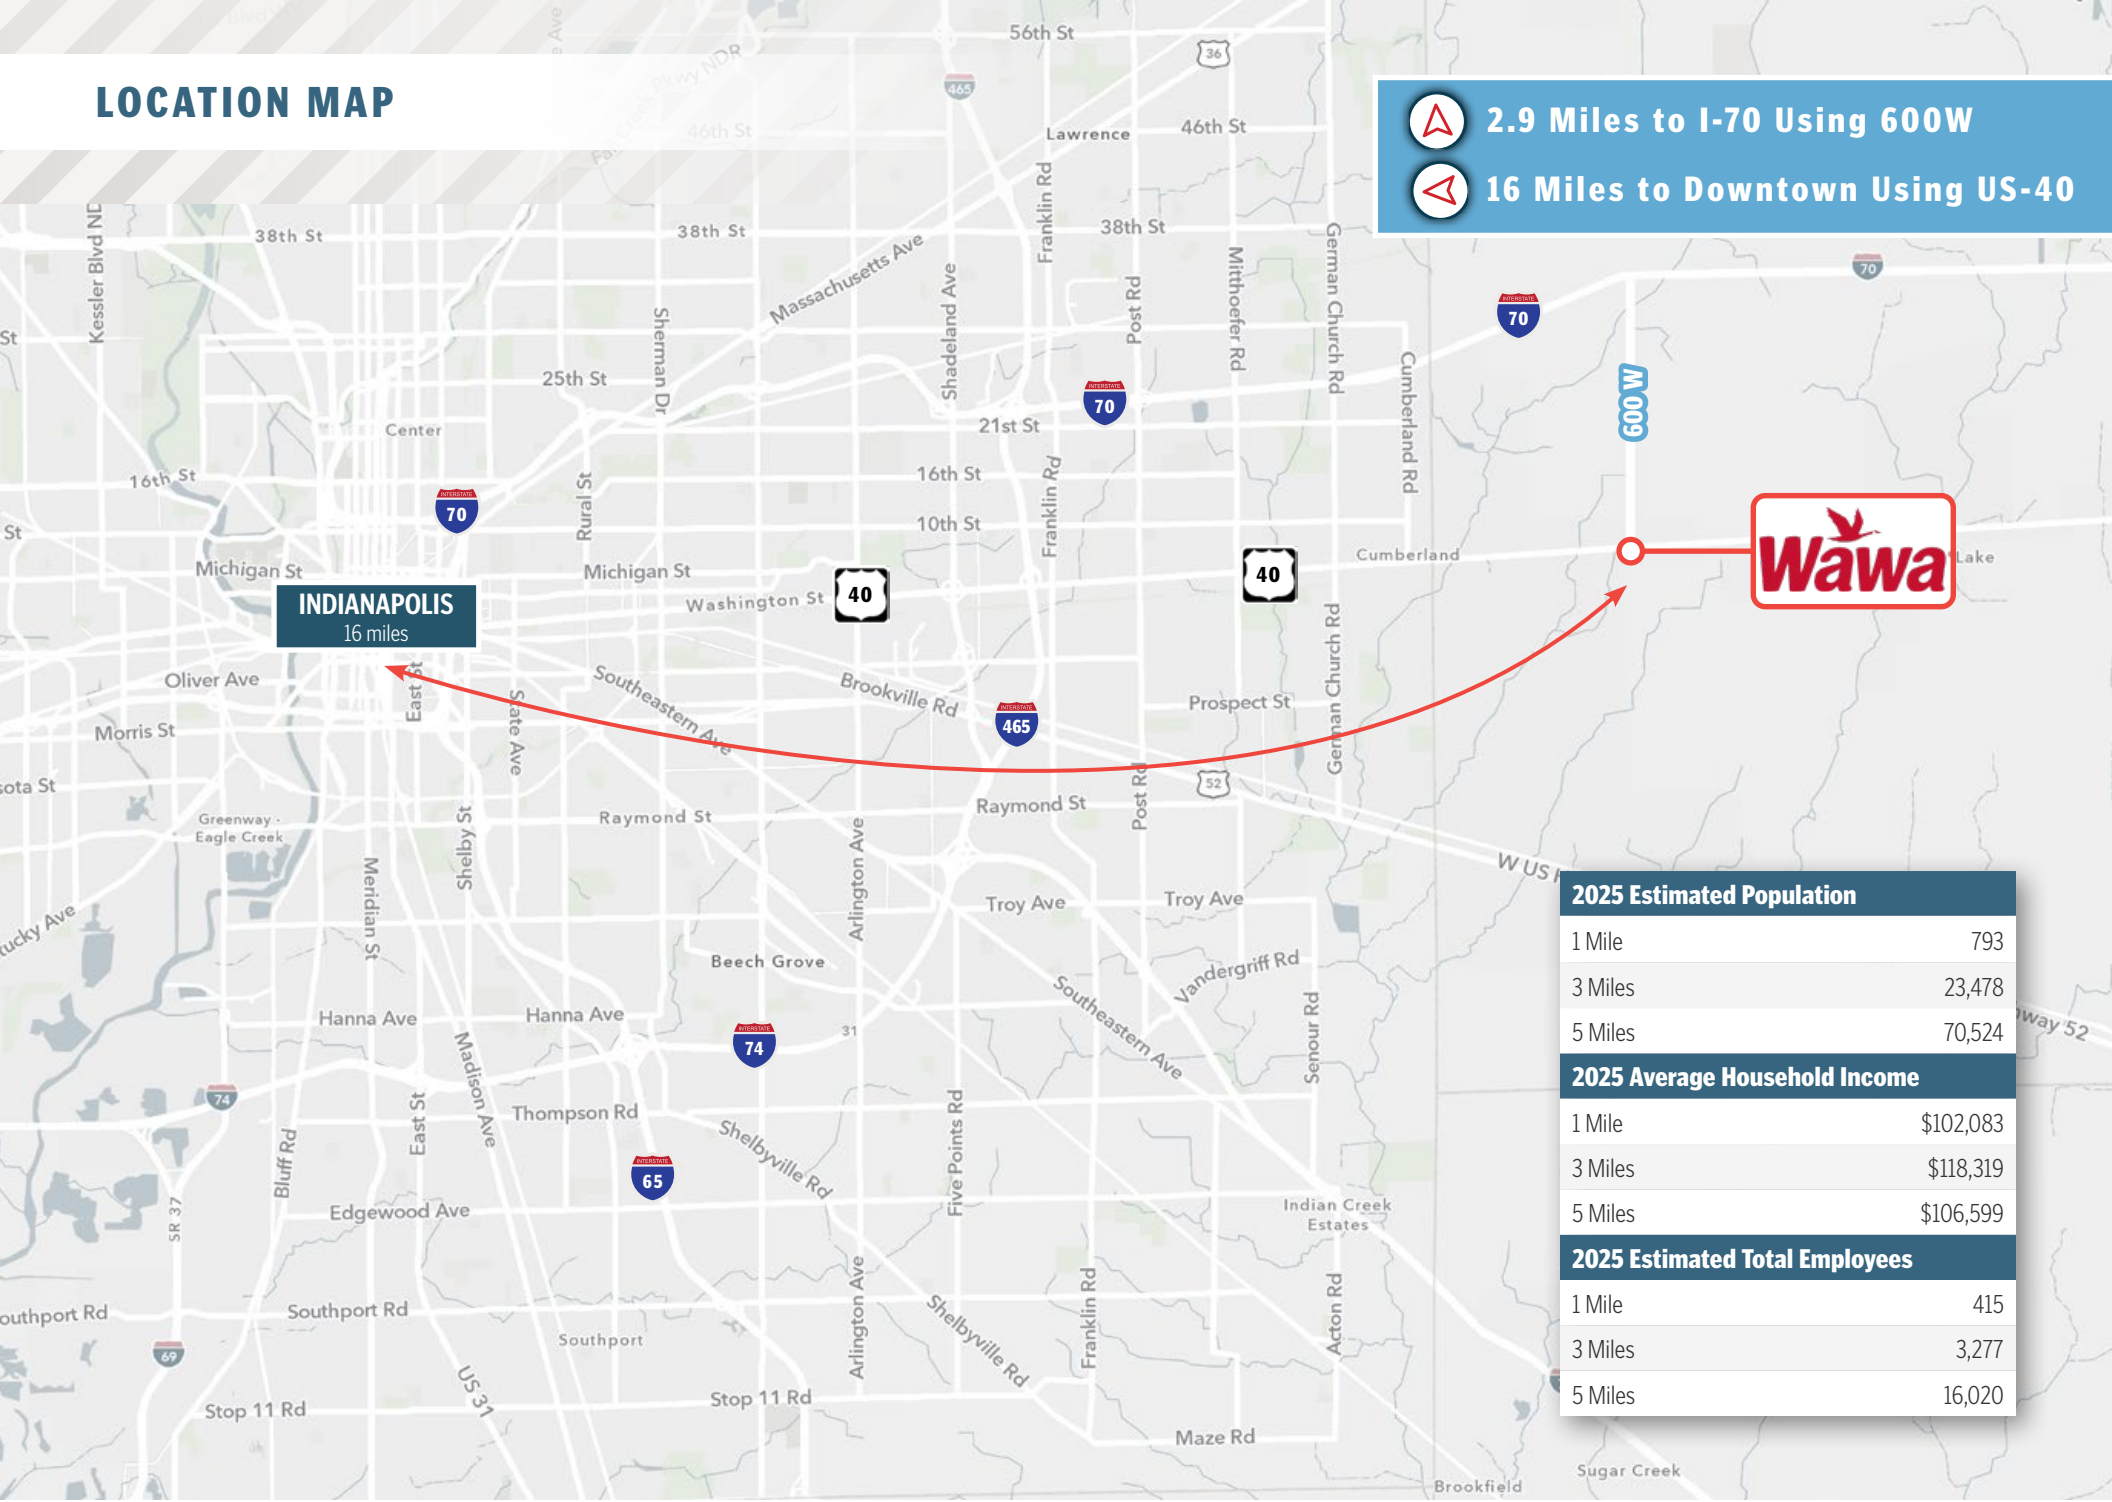 LOCATION MAP
2.9 Miles to I-70 Using 600W
16 Miles to Downtown Using US-40
56th St
36
465
Pkwy NDR
46th St
Lawrence
46th St
Franklin Rd
38th St
38th St
38th St
Kessler Blvd
Massachusetts Ave
Shadeland Ave
Post Rd
Mitthoefer Rd
German Church Rd
70
INTERSTATE
70
St
Sherman Dr
25th St
Cumberland Rd
INTERSTATE
70
600 W
Center
21st St
16th St
Rural St
16th St
Franklin Rd
INTERSTATE
70
10th St
St
Wawa
Lake
Cumberland
Michigan St
Michigan St
40
40
Washington St
INDIANAPOLIS
16 miles
Oliver Ave
East St
State Ave
Southeastern Ave
Brookville Rd
INTERSTATE
465
Prospect St
German Church Rd
Morris St
52
Post Rd
Raymond St
Raymond St
Greenway -
Eagle Creek
Shelby St
Meridian St
Arlington Ave
W US
Troy Ave
Troy Ave
Beech Grove
Vandergriff Rd
Southeastern Ave
Senour Rd
Hanna Ave
Hanna Ave
INTERSTATE
74
31
Madison Ave
74
East St
Thompson Rd
Shelbyville Rd
Five Points Rd
Bluff Rd
INTERSTATE
65
SR 37
Edgewood Ave
Indian Creek
Estates
Southport Rd
Southport
Arlington Ave
Shelbyville Rd
Franklin Rd
Acton Rd
69
US 31
Stop 11 Rd
Stop 11 Rd
Maze Rd
Sugar Creek
Brookfield
2025 Estimated Population
1 Mile 793
3 Miles 23,478
5 Miles 70,524
2025 Average Household Income
1 Mile $102,083
3 Miles $118,319
5 Miles $106,599
2025 Estimated Total Employees
1 Mile 415
3 Miles 3,277
5 Miles 16,020
52